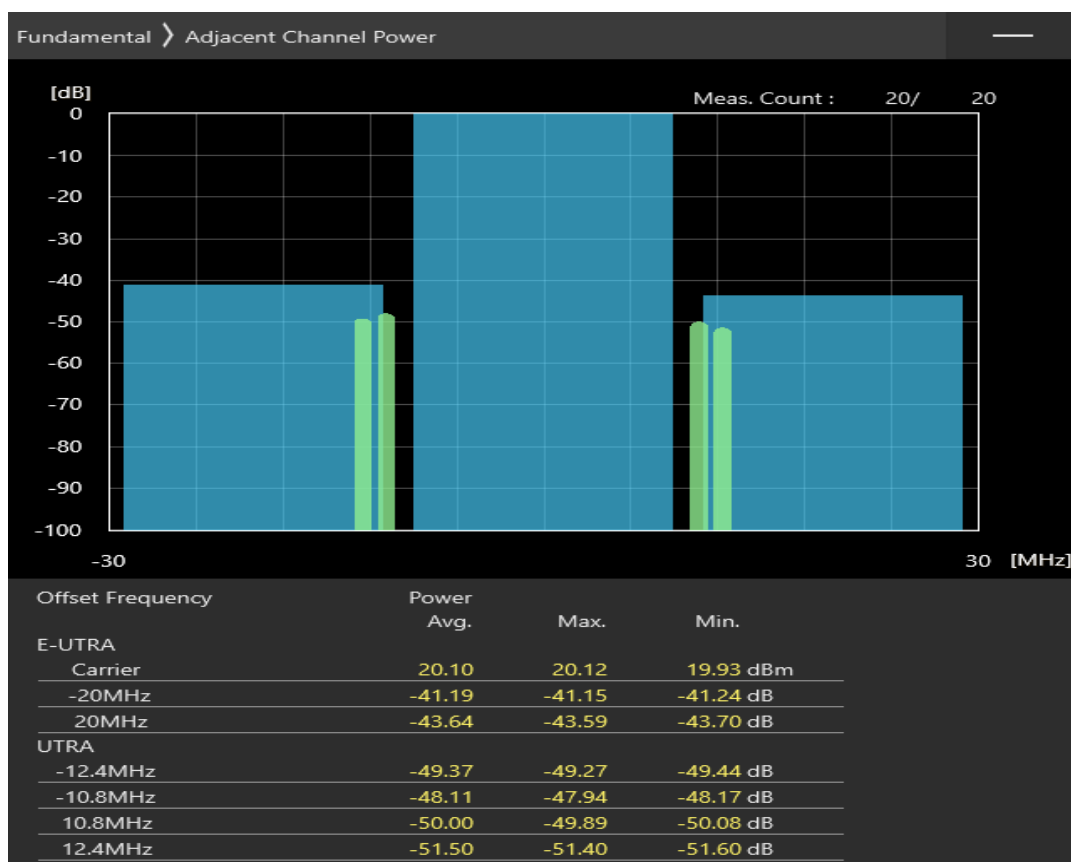 Fundamental ❯ Adjacent Channel Power
[dB]
Meas. Count : 20/ 20
0
-10
-20
-30
-40
-50
-60
-70
-80
-90
-100
-30 30 [MHz]
Offset Frequency Power
Avg. Max. Min.
E-UTRA
Carrier 20.10 20.12 19.93 dBm
-20MHz -41.19 -41.15 -41.24 dB
20MHz -43.64 -43.59 -43.70 dB
UTRA
-12.4MHz -49.37 -49.27 -49.44 dB
-10.8MHz -48.11 -47.94 -48.17 dB
10.8MHz -50.00 -49.89 -50.08 dB
12.4MHz -51.50 -51.40 -51.60 dB